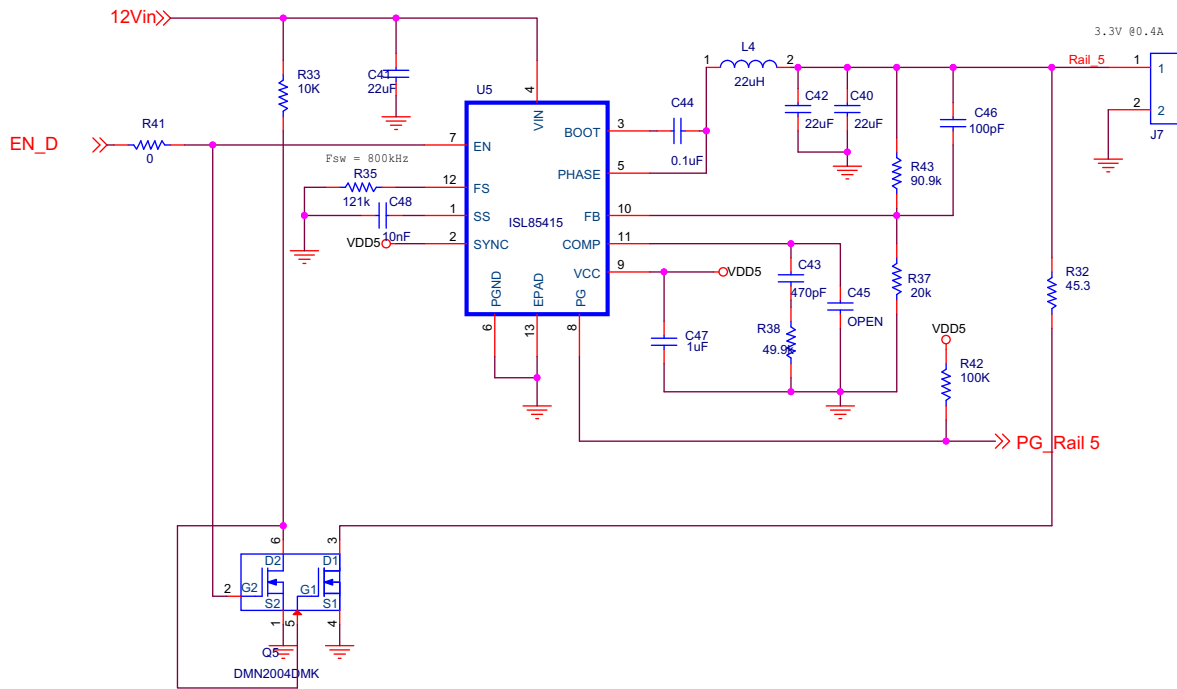 12Vin
3.3V @0.4A
R33
10K
C41
22uF
U5
4
VIN
1
L4
2
22uH
Rail_5
1
1
2
2
J7
R41
0
EN_D
7
EN
BOOT
3
C44
0.1uF
C42
22uF
C40
22uF
C46
100pF
Fsw = 800kHz
R35
121k
12
FS
PHASE
5
R43
90.9k
C48
10nF
1
SS
ISL85415
FB
10
VDD5
2
SYNC
COMP
11
VCC
9
VDD5
C43
470pF
C45
OPEN
R37
20k
R32
45.3
PGND
EPAD
PG
6
13
8
C47
1uF
R38
49.9k
VDD5
R42
100K
PG_Rail 5
6
3
D2
D1
2
G2
G1
S2
S1
1
5
4
Q5
DMN2004DMK